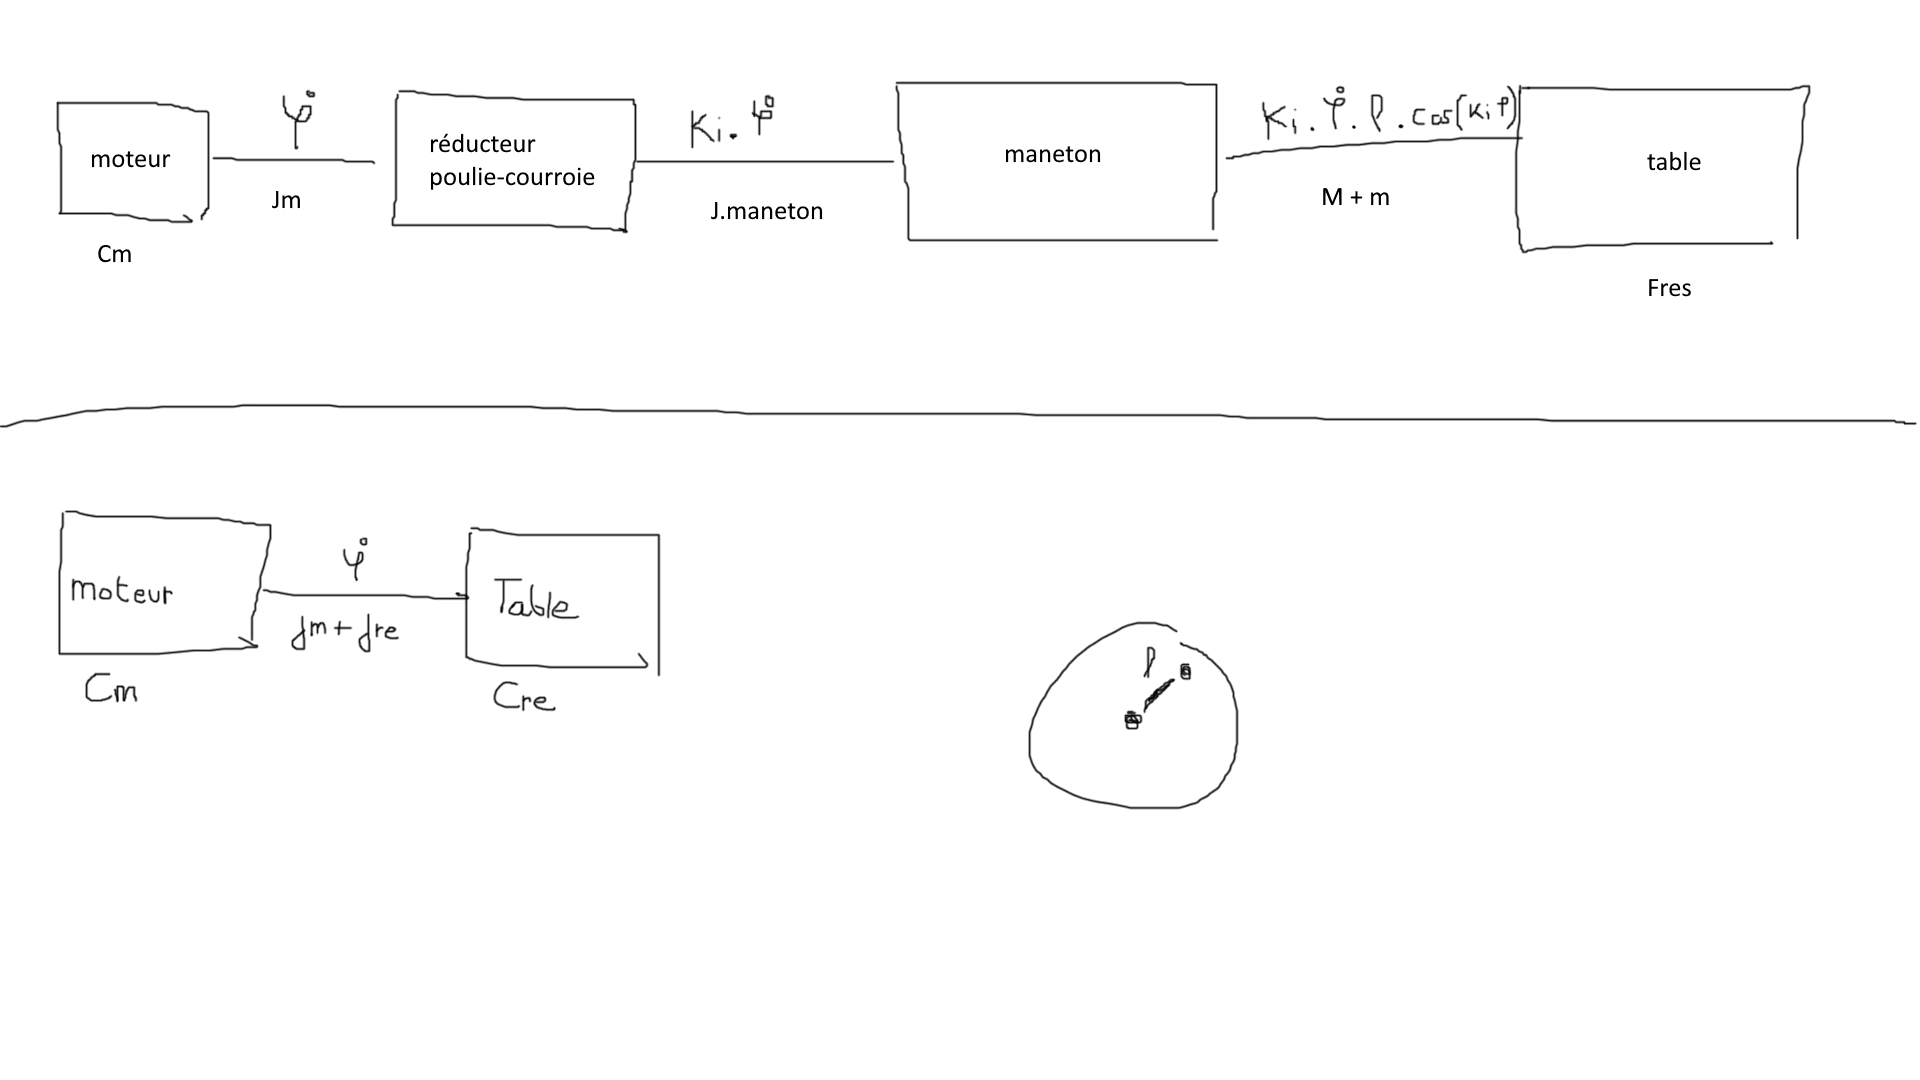 φ°
Ki . φ°
Ki . φ° . ρ . cos(Ki φ)
moteur
réducteur
poulie-courroie
maneton
table
Jm
J.maneton
M + m
Cm
Fres
φ°
moteur
Table
Jm + Jre
Cm
Cre
ρ